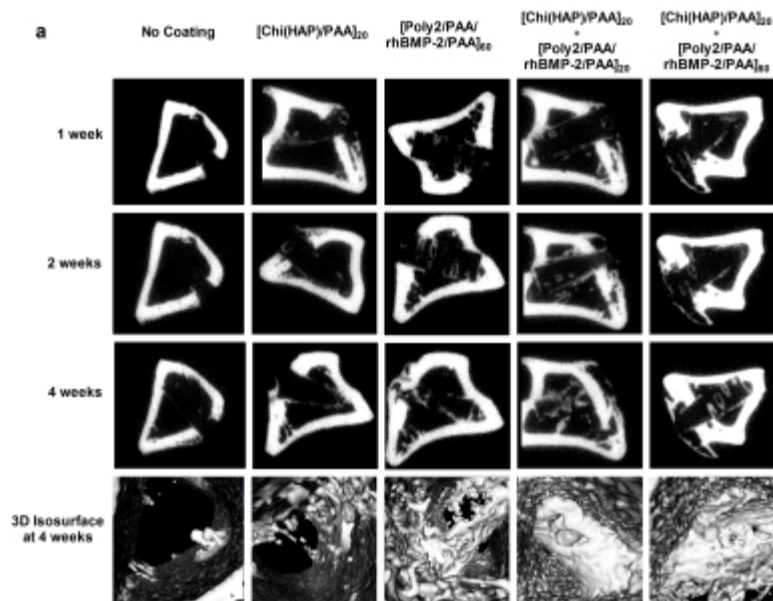 a
No Coating
[Chi(HAP)/PAA]20
[Poly2/PAA/
rhBMP-2/PAA]60
[Chi(HAP)/PAA]20
+
[Poly2/PAA/
rhBMP-2/PAA]20
[Chi(HAP)/PAA]20
+
[Poly2/PAA/
rhBMP-2/PAA]60
1 week
2 weeks
4 weeks
3D Isosurface
at 4 weeks